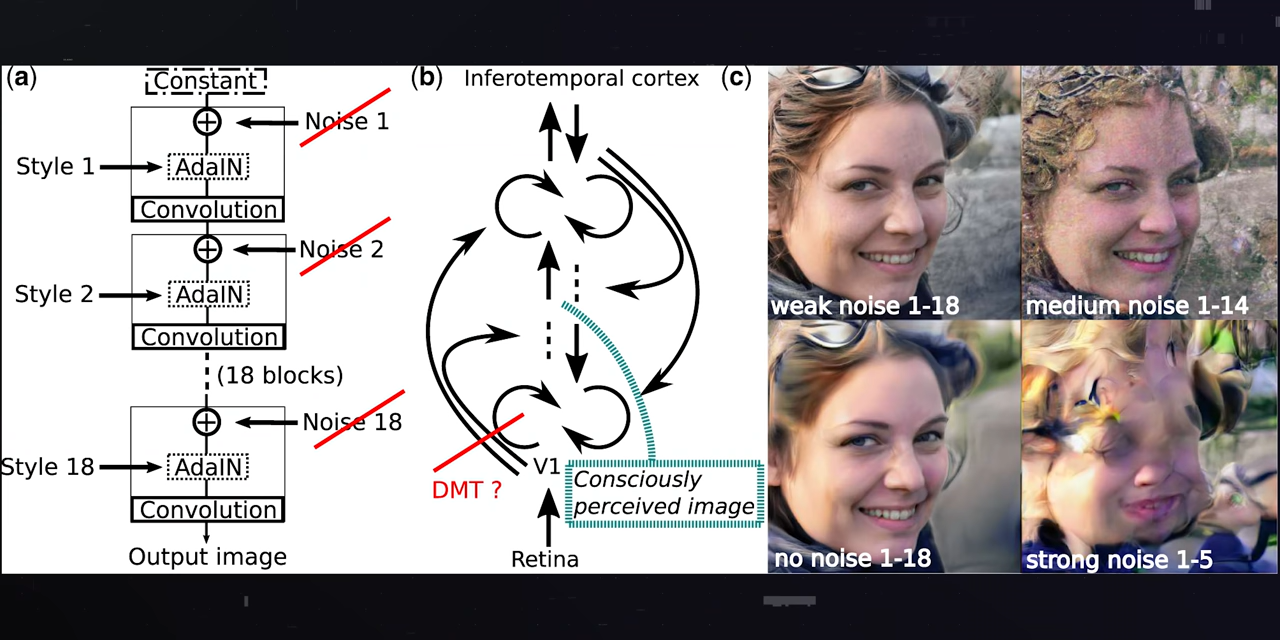 (a)
Constant
Noise 1
Style 1
AdaIN
Convolution
Noise 2
Style 2
AdaIN
Convolution
(18 blocks)
Noise 18
Style 18
AdaIN
Convolution
Output image
(b)
Inferotemporal cortex
V1
DMT ?
Consciously
perceived image
Retina
(c)
weak noise 1-18
medium noise 1-14
no noise 1-18
strong noise 1-5